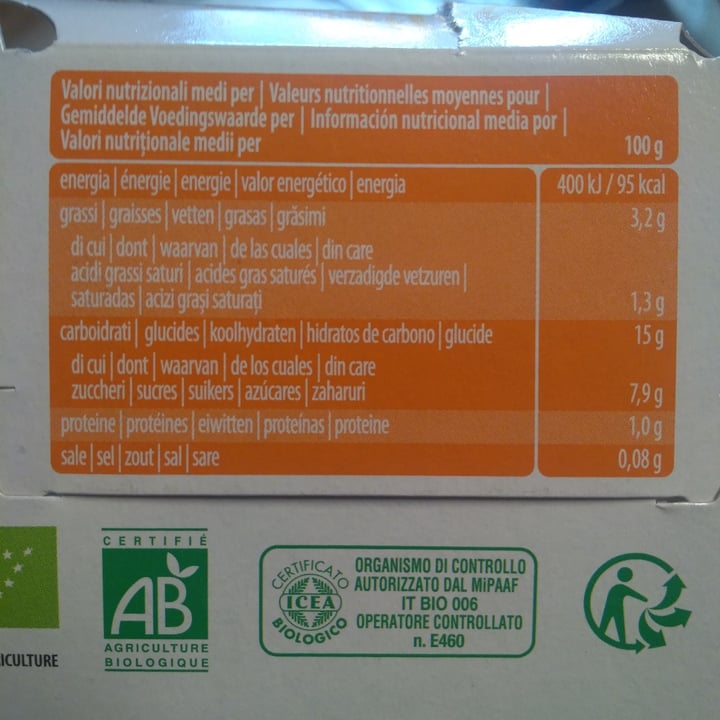 Valori nutrizionali medi per | Valeurs nutritionnelles moyennes pour |
Gemiddelde Voedingswaarde per | Información nutricional media por |
Valori nutriționale medii per 100 g
energia | énergie | energie | valor energético | energia 400 kJ / 95 kcal
grassi | graisses | vetten | grasas | grăsimi 3,2 g
di cui | dont | waarvan | de las cuales | din care
acidi grassi saturi | acides gras saturés | verzadigde vetzuren |
saturadas | acizi grași saturați 1,3 g
carboidrati | glucides | koolhydraten | hidratos de carbono | glucide 15 g
di cui | dont | waarvan | de los cuales | din care
zuccheri | sucres | suikers | azúcares | zaharuri 7,9 g
proteine | protéines | eiwitten | proteínas | proteine 1,0 g
sale | sel | zout | sal | sare 0,08 g
CERTIFIÉ
AB
AGRICULTURE
BIOLOGIQUE
CERTIFICATO
ICEA
BIOLOGICO
ORGANISMO DI CONTROLLO
AUTORIZZATO DAL MiPAAF
IT BIO 006
OPERATORE CONTROLLATO
n. E460
ICULTURE